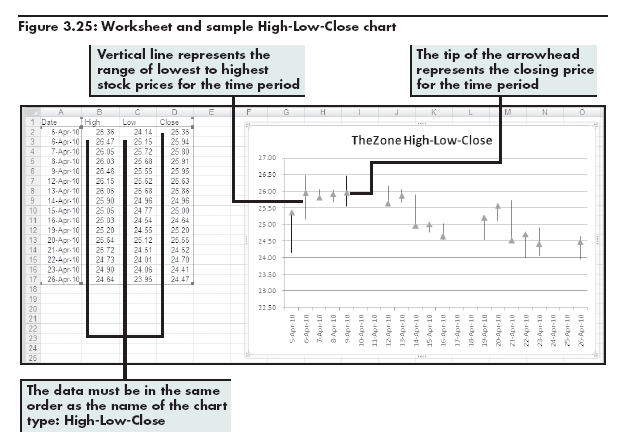 Figure 3.25: Worksheet and sample High-Low-Close chart
Vertical line represents the
range of lowest to highest
stock prices for the time period
The tip of the arrowhead
represents the closing price
for the time period
A B C D E F G H I J K L M N O
1 Date High Low Close
2 5-Apr-10 25.36 24.14 25.35
3 6-Apr-10 26.47 25.15 25.94
4 7-Apr-10 26.05 25.72 25.80
5 8-Apr-10 26.03 25.68 25.91
6 9-Apr-10 26.48 25.55 25.95
7 12-Apr-10 26.15 25.52 25.63
8 13-Apr-10 26.06 25.68 25.86
9 14-Apr-10 25.90 24.96 24.96
10 15-Apr-10 25.05 24.77 25.00
11 16-Apr-10 25.03 24.54 24.64
12 19-Apr-10 25.20 24.55 25.20
13 20-Apr-10 25.64 25.12 25.55
14 21-Apr-10 25.72 24.51 24.52
15 22-Apr-10 24.73 24.01 24.70
16 23-Apr-10 24.90 24.06 24.41
17 26-Apr-10 24.64 23.95 24.47
18
19
20
21
22
23
24
25
TheZone High-Low-Close
27.00
26.50
26.00
25.50
25.00
24.50
24.00
23.50
23.00
22.50
5-Apr-10
6-Apr-10
7-Apr-10
8-Apr-10
9-Apr-10
10-Apr-10
11-Apr-10
12-Apr-10
13-Apr-10
14-Apr-10
15-Apr-10
16-Apr-10
17-Apr-10
18-Apr-10
19-Apr-10
20-Apr-10
21-Apr-10
22-Apr-10
23-Apr-10
24-Apr-10
25-Apr-10
26-Apr-10
The data must be in the same
order as the name of the chart
type: High-Low-Close